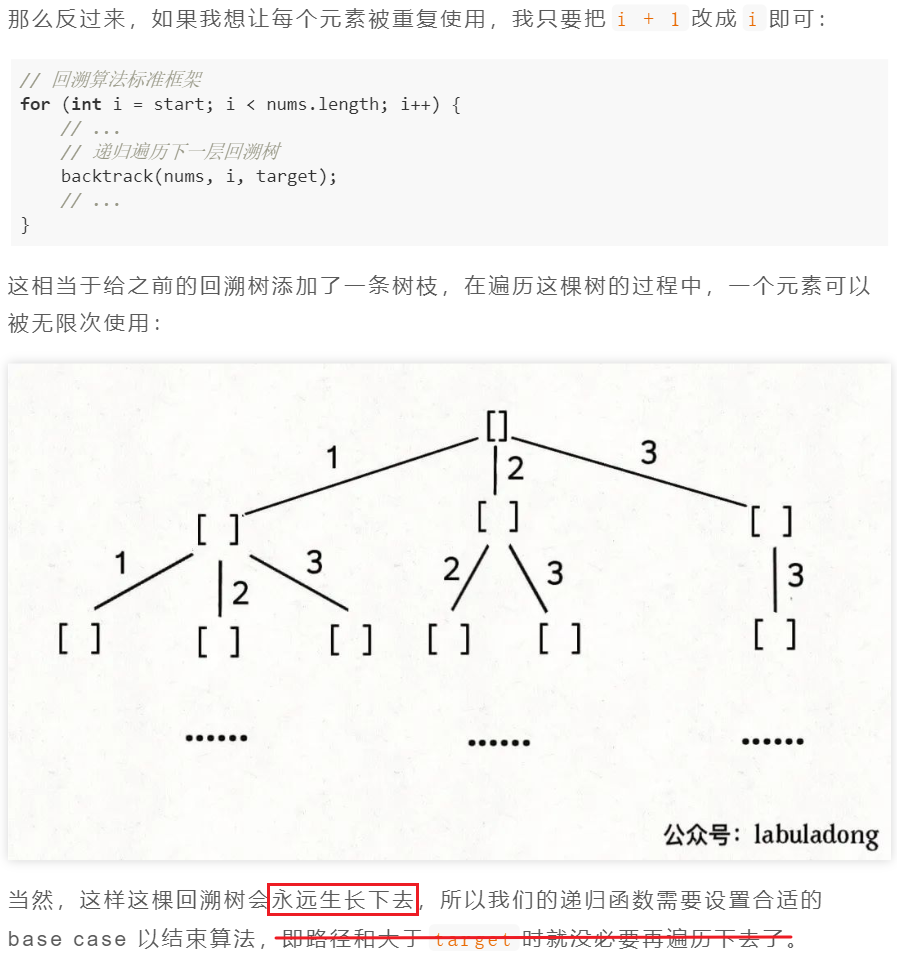 那么反过来，如果我想让每个元素被重复使用，我只要把 i + 1 改成 i 即可：
// 回溯算法标准框架
for (int i = start; i < nums.length; i++) {
    // ...
    // 递归遍历下一层回溯树
    backtrack(nums, i, target);
    // ...
}
这相当于给之前的回溯树添加了一条树枝，在遍历这棵树的过程中，一个元素可以
被无限次使用：
[]
1 2 3
[ ] [ ] [ ]
1 2 3 2 3 3
[ ] [ ] [ ] [ ] [ ] [ ]
...... ...... ......
公众号：labuladong
当然，这样这棵回溯树会永远生长下去，所以我们的递归函数需要设置合适的
base case 以结束算法，即路径和大于 target 时就没必要再遍历下去了。